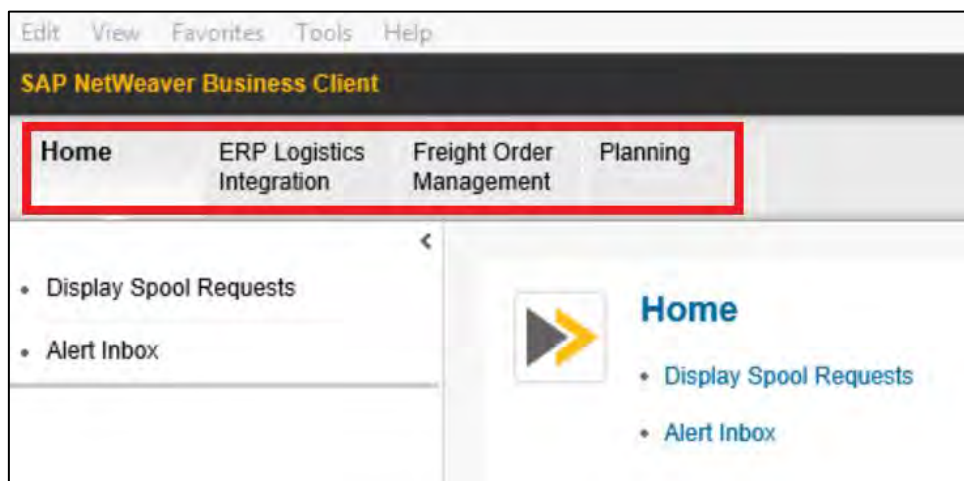 Edit View Favorites Tools Help
SAP NetWeaver Business Client
Home ERP Logistics Integration Freight Order Management Planning
Display Spool Requests
Alert Inbox
Home
Display Spool Requests
Alert Inbox